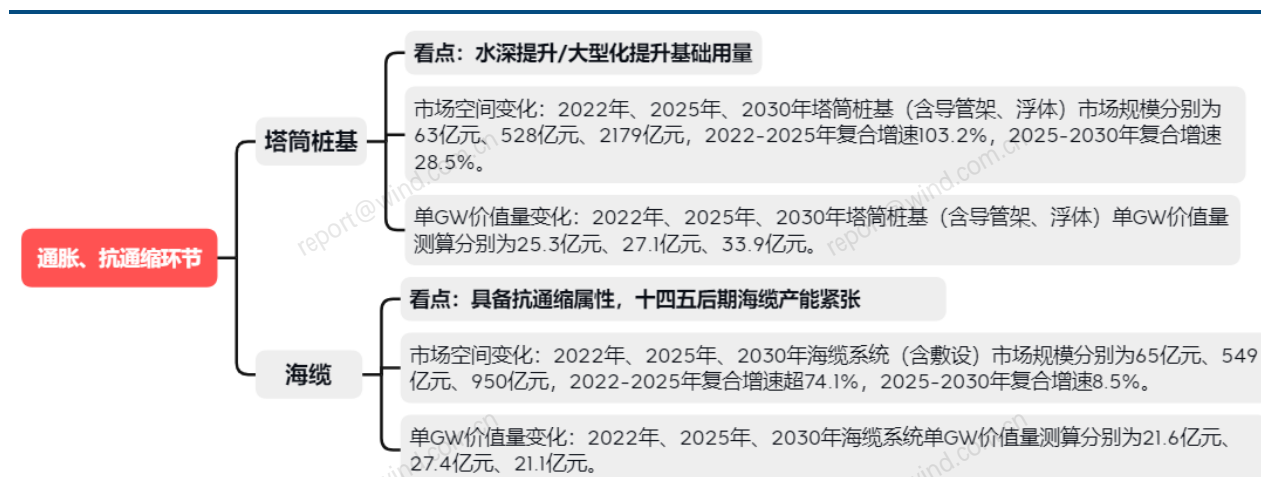 看点：水深提升/大型化提升基础用量
市场空间变化：2022年、2025年、2030年塔筒桩基（含导管架、浮体）市场规模分别为
63亿元、528亿元、2179亿元，2022-2025年复合增速103.2%，2025-2030年复合增速
28.5%。
塔筒桩基
单GW价值量变化：2022年、2025年、2030年塔筒桩基（含导管架、浮体）单GW价值量
测算分别为25.3亿元、27.1亿元、33.9亿元。
通胀、抗通缩环节
看点：具备抗通缩属性，十四五后期海缆产能紧张
市场空间变化：2022年、2025年、2030年海缆系统（含敷设）市场规模分别为65亿元、549
亿元、950亿元，2022-2025年复合增速超74.1%，2025-2030年复合增速8.5%。
海缆
单GW价值量变化：2022年、2025年、2030年海缆系统单GW价值量测算分别为21.6亿元、
27.4亿元、21.1亿元。
report@wind.com.cn
report@wind.com.cn